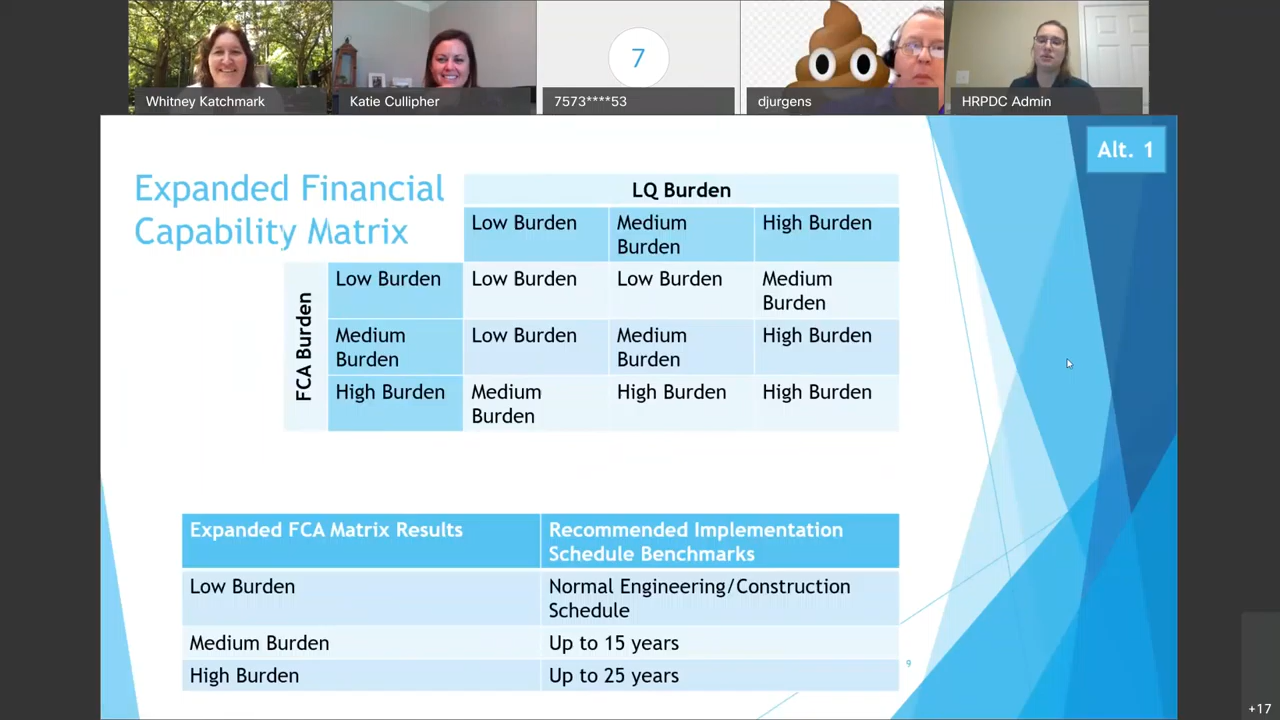 7
Whitney Katchmark
Katie Cullipher
7573****53
djurgens
HRPDC Admin
Alt. 1
Expanded Financial
Capability Matrix
LQ Burden
Low Burden
Medium
Burden
High Burden
FCA Burden
Low Burden
Low Burden
Low Burden
Medium
Burden
Medium
Burden
Low Burden
Medium
Burden
High Burden
High Burden
Medium
Burden
High Burden
High Burden
Expanded FCA Matrix Results
Recommended Implementation
Schedule Benchmarks
Low Burden
Normal Engineering/Construction
Schedule
Medium Burden
Up to 15 years
High Burden
Up to 25 years
9
+17